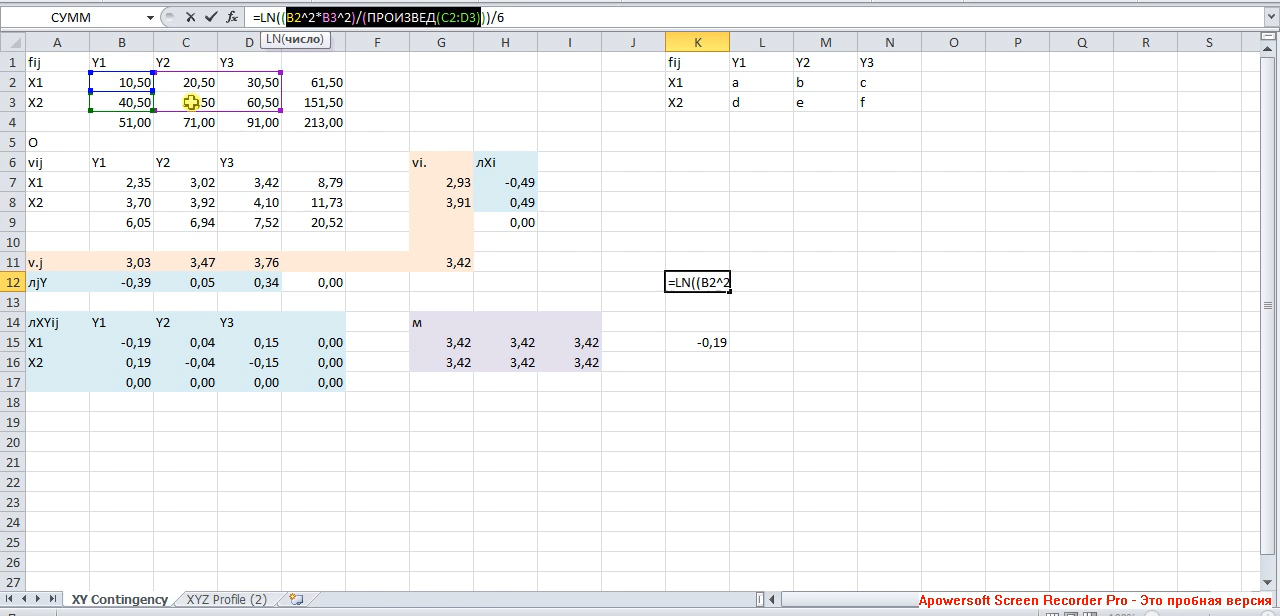 СУММ =LN((B2^2*B3^2)/(ПРОИЗВЕД(C2:D3)))/6
LN(число)
A B C D F G H I J K L M N O P Q R S
1 fij Y1 Y2 Y3 fij Y1 Y2 Y3
2 X1 10,50 20,50 30,50 61,50 X1 a b c
3 X2 40,50 50 60,50 151,50 X2 d e f
4 51,00 71,00 91,00 213,00
5 O
6 vij Y1 Y2 Y3 vi. лXi
7 X1 2,35 3,02 3,42 8,79 2,93 -0,49
8 X2 3,70 3,92 4,10 11,73 3,91 0,49
9 6,05 6,94 7,52 20,52 0,00
10
11 v.j 3,03 3,47 3,76 3,42
12 лjY -0,39 0,05 0,34 0,00 =LN((B2^2
13
14 лXYij Y1 Y2 Y3 м
15 X1 -0,19 0,04 0,15 0,00 3,42 3,42 3,42 -0,19
16 X2 0,19 -0,04 -0,15 0,00 3,42 3,42 3,42
17 0,00 0,00 0,00 0,00
18
19
20
21
22
23
24
25
26
27
XY Contingency XYZ Profile (2)
Apowersoft Screen Recorder Pro - Это пробная версия